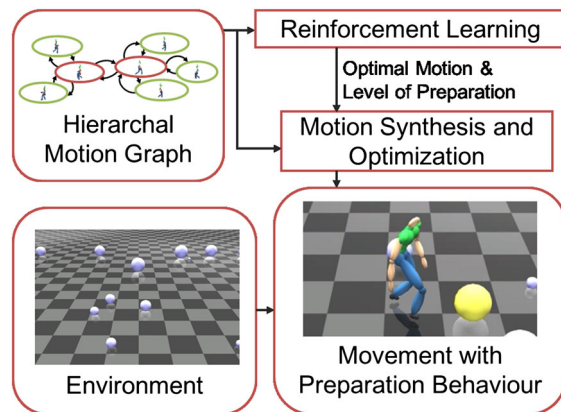 Reinforcement Learning
Optimal Motion &
Level of Preparation
Hierarchal
Motion Graph
Motion Synthesis and
Optimization
Environment
Movement with
Preparation Behaviour